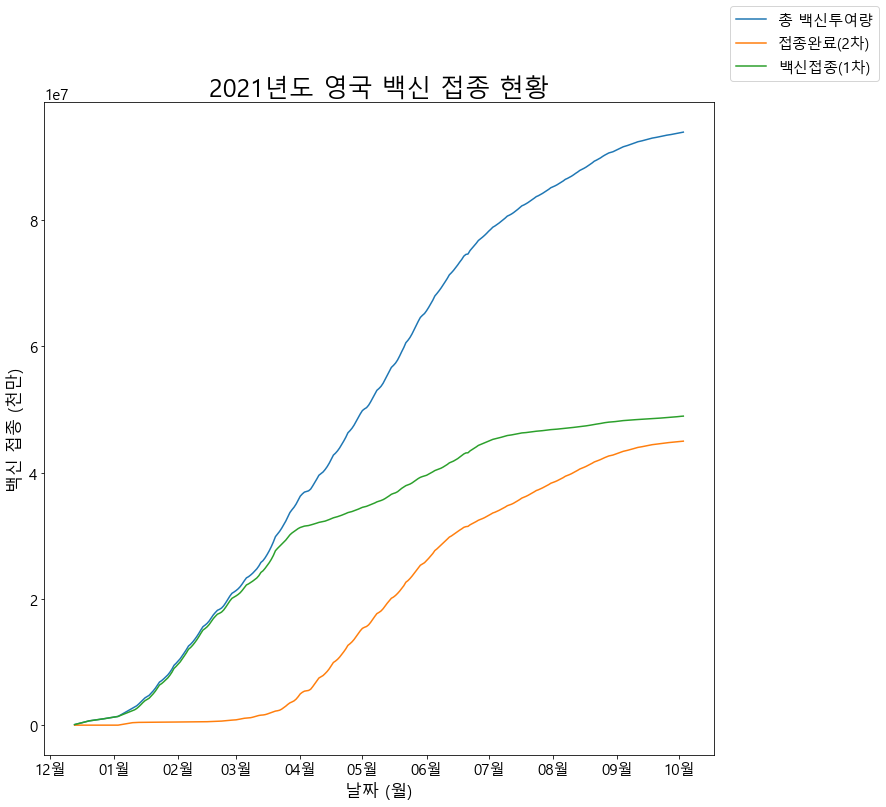 총 백신투여량
접종완료(2차)
백신접종(1차)
2021년도 영국 백신 접종 현황
1e7
8
6
4
2
0
백신 접종 (천만)
12월 01월 02월 03월 04월 05월 06월 07월 08월 09월 10월
날짜 (월)